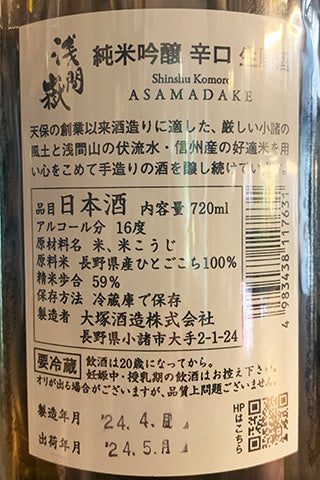 浅間嶽
純米吟醸 辛口 生
Shinshu Komoro
ASAMADAKE
天保の創業以来酒造りに適した、厳しい小諸の
風土と浅間山の伏流水・信州産の好適米を用
い心をこめて手造りの酒を醸し続けてい
品目 日本酒 内容量 720ml
アルコール分 16度
原材料名 米、米こうじ
原料米 長野県産ひとごこち100%
精米歩合 59%
保存方法 冷蔵庫で保存
製造者 大塚酒造株式会社
長野県小諸市大手2-1-24
4 983438 117631
要冷蔵
飲酒は20歳になってから。
妊娠中・授乳期の飲酒はお控え下さい。
オリが出る場合がございますが、品質上問題ございません。
製造年月 '24.4.
出荷年月 '24.5.
HPはこちら